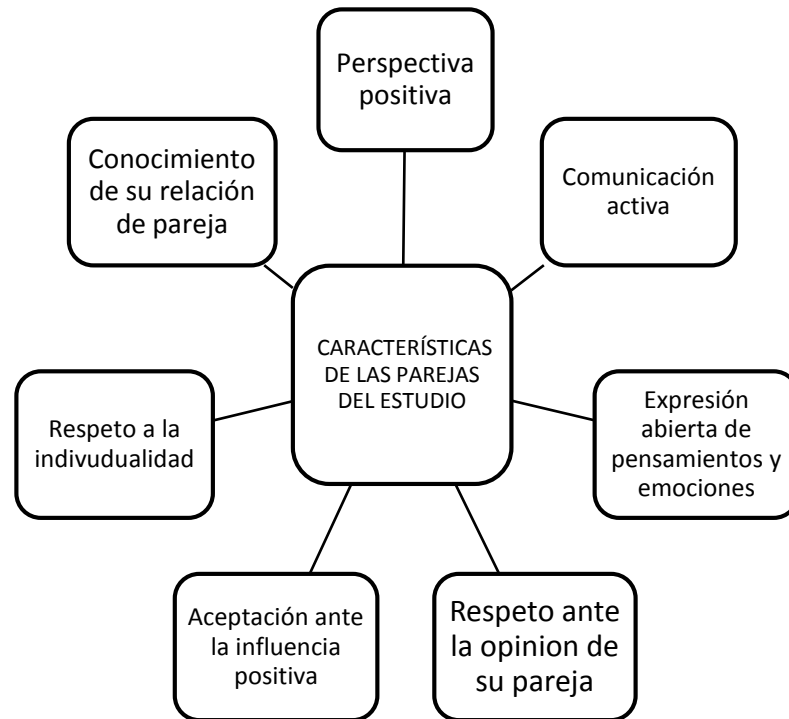 Perspectiva
positiva
Comunicación
activa
Expresión
abierta de
pensamientos y
emociones
Respeto ante
la opinion de
su pareja
Aceptación ante
la influencia
positiva
Respeto a la
indivudualidad
Conocimiento
de su relación
de pareja
CARACTERÍSTICAS
DE LAS PAREJAS
DEL ESTUDIO